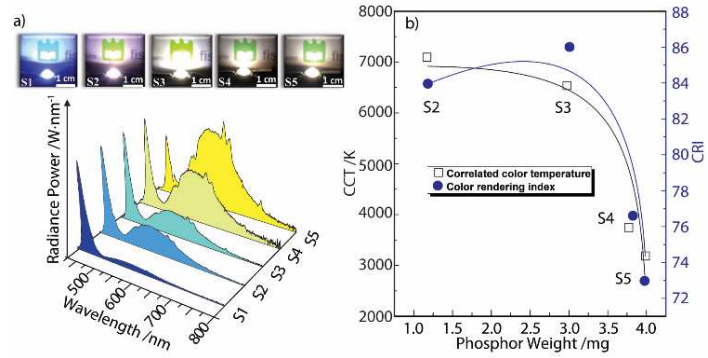 a)
S1
1 cm
S2
1 cm
S3
1 cm
S4
1 cm
S5
1 cm
Radiance Power /W·nm⁻¹
500
600
700
800
Wavelength /nm
S1
S2
S3
S4
S5
b)
8000
7000
6000
5000
4000
3000
2000
CCT /K
88
86
84
82
80
78
76
74
72
CRI
S2
S3
Correlated color temperature
Color rendering index
S4
S5
1.0
1.5
2.0
2.5
3.0
3.5
4.0
Phosphor Weight /mg